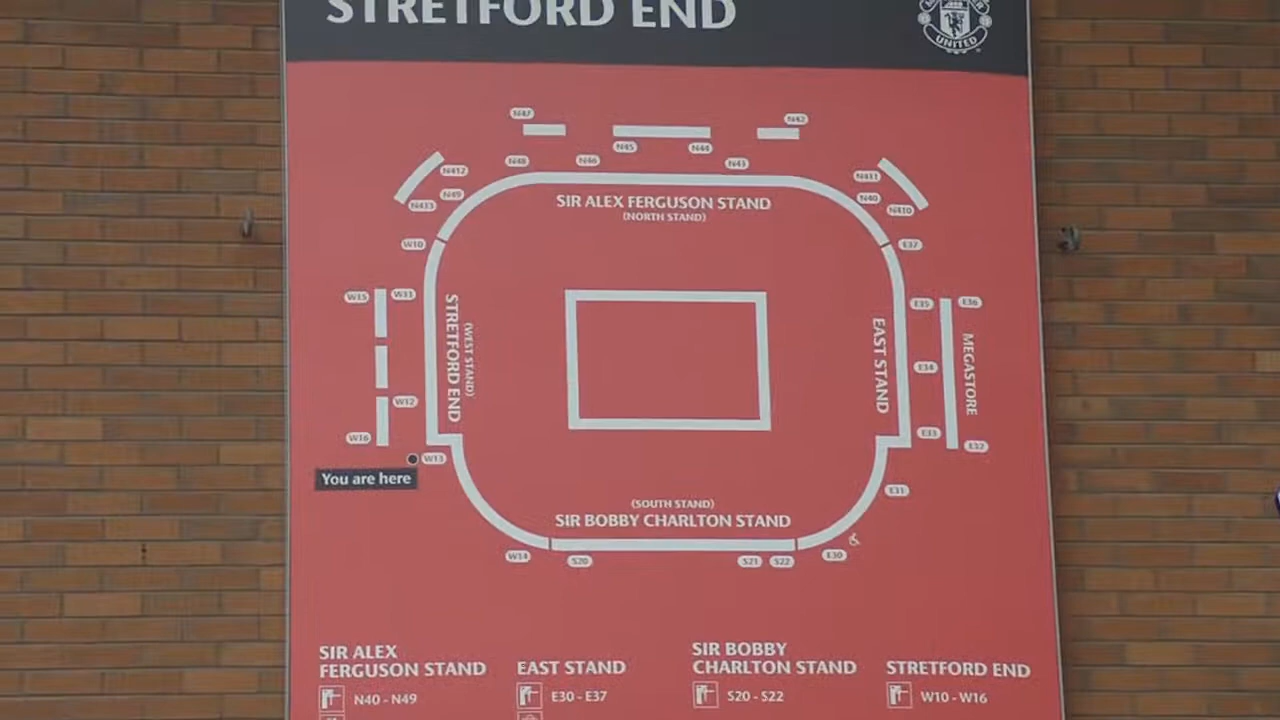 STRETFORD END
UNITED
N47
N42
N45
N44
N48
N46
N43
N412
N411
N49
N40
N413
N410
SIR ALEX FERGUSON STAND
(NORTH STAND)
W10
E37
W15
W11
E35
E36
STRETFORD END
(WEST STAND)
EAST STAND
MEGASTORE
E34
W12
W16
E33
E32
W13
You are here
E31
(SOUTH STAND)
SIR BOBBY CHARLTON STAND
W14
S20
S21
S22
E30
SIR ALEX
FERGUSON STAND
N40 - N49
EAST STAND
E30 - E37
SIR BOBBY
CHARLTON STAND
S20 - S22
STRETFORD END
W10 - W16